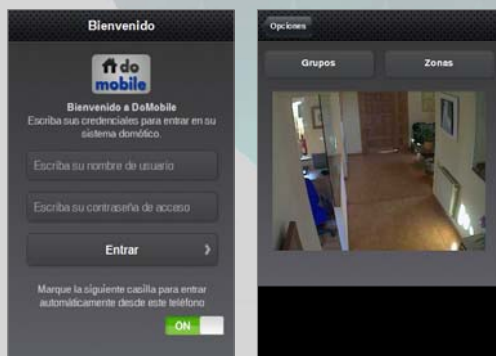 Bienvenido
do
mobile
Bienvenido a DoMobile
Escriba sus credenciales para entrar en su
sistema domótico.
Escriba su nombre de usuario
Escriba su contraseña de acceso
Entrar
Marque la siguiente casilla para entrar
automáticamente desde este teléfono
ON
Opciones
Grupos
Zonas